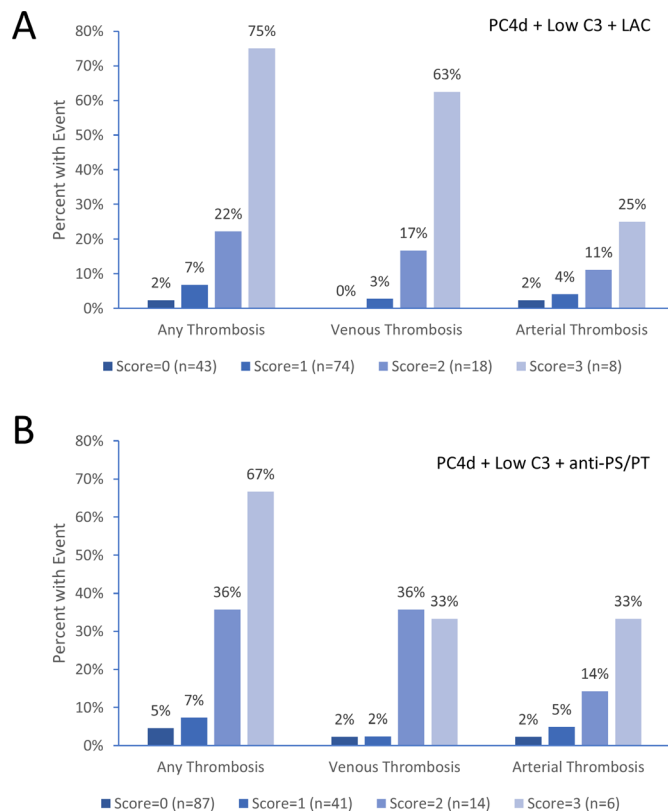 A
PC4d + Low C3 + LAC
Percent with Event
80%
70%
60%
50%
40%
30%
20%
10%
0%
2%
7%
22%
75%
0%
3%
17%
63%
2%
4%
11%
25%
Any Thrombosis
Venous Thrombosis
Arterial Thrombosis
Score=0 (n=43)
Score=1 (n=74)
Score=2 (n=18)
Score=3 (n=8)
B
PC4d + Low C3 + anti-PS/PT
Percent with Event
80%
70%
60%
50%
40%
30%
20%
10%
0%
5%
7%
36%
67%
2%
2%
36%
33%
2%
5%
14%
33%
Any Thrombosis
Venous Thrombosis
Arterial Thrombosis
Score=0 (n=87)
Score=1 (n=41)
Score=2 (n=14)
Score=3 (n=6)